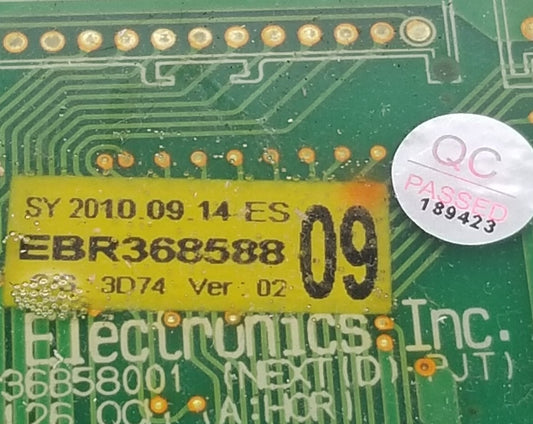 SY 2010.09.14 ES
EBR368588 09
3D74 Ver: 02
QC
PASSED
189423
Electronics Inc.
36858001 (NEXT(D) PJT)
(A:HOR)